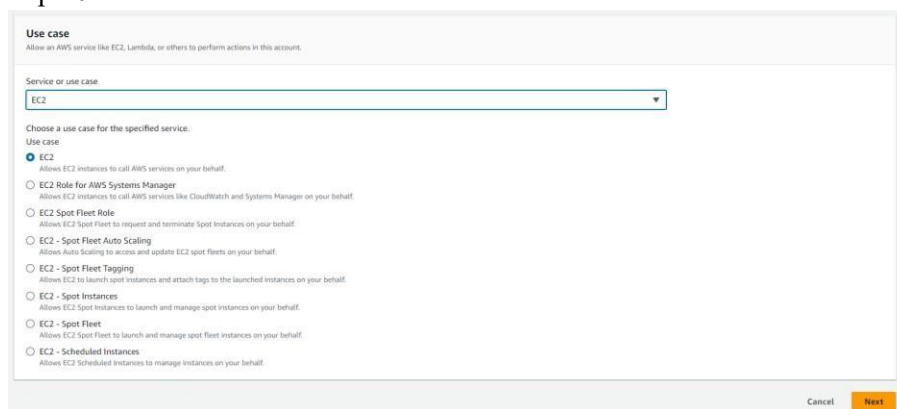 Use case
Allow an AWS service like EC2, Lambda, or others to perform actions in this account.
Service or use case
EC2
Choose a use case for the specified service.
Use case
EC2
Allows EC2 instances to call AWS services on your behalf.
EC2 Role for AWS Systems Manager
Allows EC2 instances to call AWS services like CloudWatch and Systems Manager on your behalf.
EC2 Spot Fleet Role
Allows EC2 Spot Fleet to request and terminate Spot Instances on your behalf.
EC2 - Spot Fleet Auto Scaling
Allows Auto Scaling to access and update EC2 spot fleets on your behalf.
EC2 - Spot Fleet Tagging
Allows EC2 to launch spot instances and attach tags to the launched instances on your behalf.
EC2 - Spot Instances
Allows EC2 Spot Instances to launch and manage spot instances on your behalf.
EC2 - Spot Fleet
Allows EC2 Spot Fleet to launch and manage spot fleet instances on your behalf.
EC2 - Scheduled Instances
Allows EC2 Scheduled Instances to manage instances on your behalf.
Cancel Next